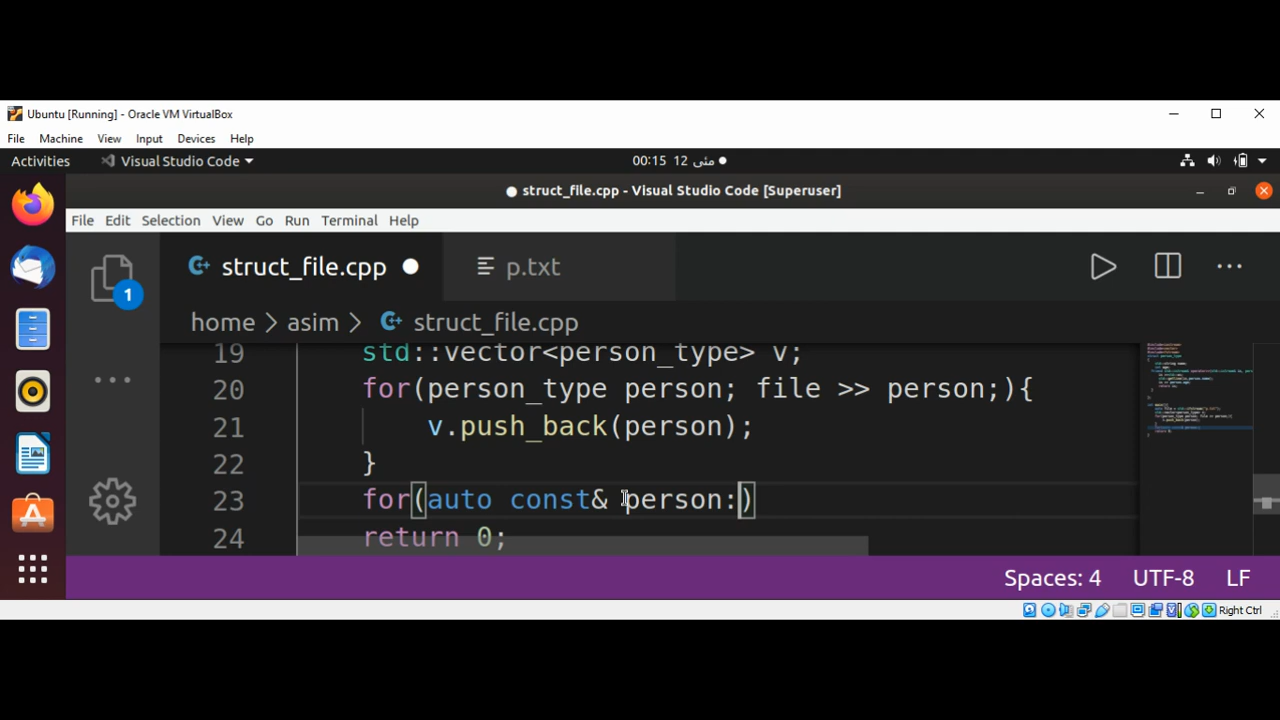 Ubuntu [Running] - Oracle VM VirtualBox
File Machine View Input Devices Help
Activities Visual Studio Code 00:15 12 مئی
struct_file.cpp - Visual Studio Code [Superuser]
File Edit Selection View Go Run Terminal Help
struct_file.cpp p.txt
1
home > asim > struct_file.cpp
19 std::vector<person_type> v;
20 for(person_type person; file >> person;){
21 v.push_back(person);
22 }
23 for(auto const& person:)
24 return 0;
Spaces: 4 UTF-8 LF
Right Ctrl